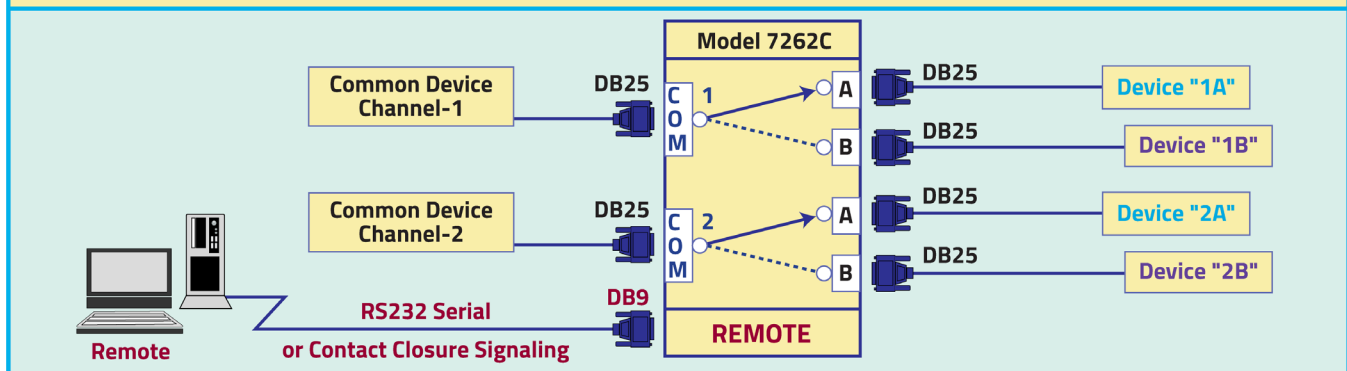 Model 7262C
Common Device
Channel-1
DB25
C
O
M
1
A
B
DB25
Device "1A"
DB25
Device "1B"
Common Device
Channel-2
DB25
C
O
M
2
A
B
DB25
Device "2A"
DB25
Device "2B"
Remote
RS232 Serial
or Contact Closure Signaling
DB9
REMOTE